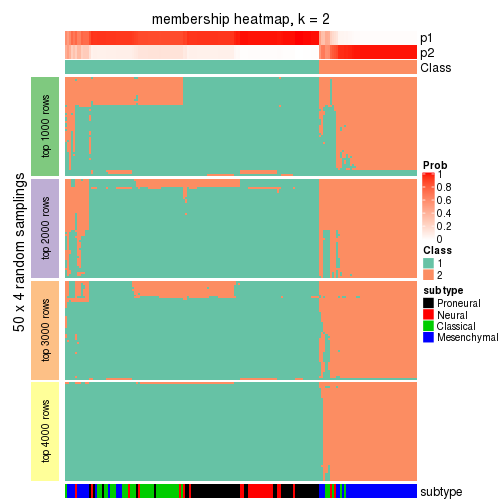 membership heatmap, k = 2
p1
p2
Class
50 x 4 random samplings
top 1000 rows
top 2000 rows
top 3000 rows
top 4000 rows
Prob
1
0.8
0.6
0.4
0.2
0
Class
1
2
subtype
Proneural
Neural
Classical
Mesenchymal
subtype